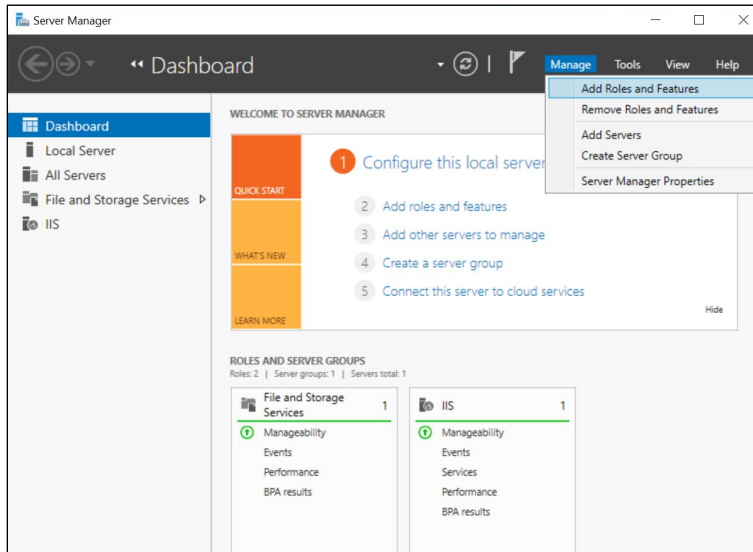 Server Manager
Dashboard
Manage Tools View Help
Add Roles and Features
Remove Roles and Features
Add Servers
Create Server Group
Server Manager Properties
Dashboard
Local Server
All Servers
File and Storage Services
IIS
WELCOME TO SERVER MANAGER
QUICK START
WHAT'S NEW
LEARN MORE
1 Configure this local server
2 Add roles and features
3 Add other servers to manage
4 Create a server group
5 Connect this server to cloud services
Hide
ROLES AND SERVER GROUPS
Roles: 2 | Server groups: 1 | Servers total: 1
File and Storage
Services 1
Manageability
Events
Performance
BPA results
IIS 1
Manageability
Events
Services
Performance
BPA results